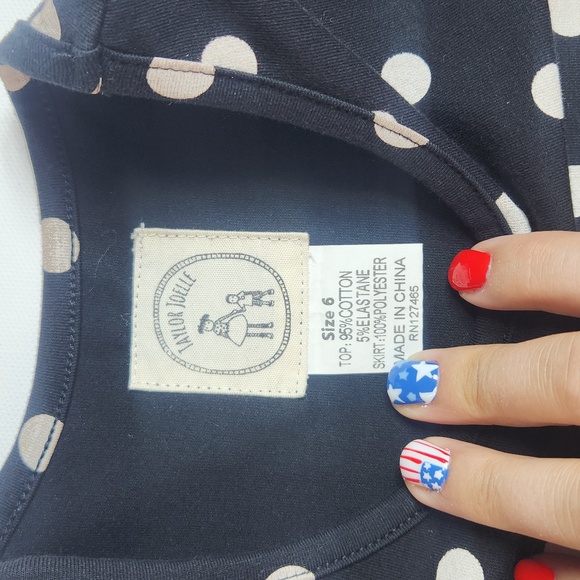 TAYLOR JOELLE
Size 6
TOP: 95%COTTON
5%ELASTANE
SKIRT:100%POLYESTER
MADE IN CHINA
RN127465